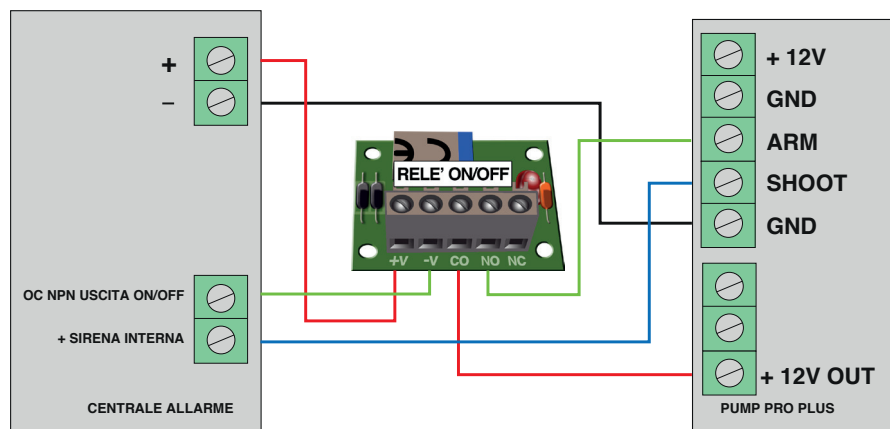 +
–
OC NPN USCITA ON/OFF
+ SIRENA INTERNA
CENTRALE ALLARME
RELE' ON/OFF
+V -V CO NO NC
+ 12V
GND
ARM
SHOOT
GND
+ 12V OUT
PUMP PRO PLUS